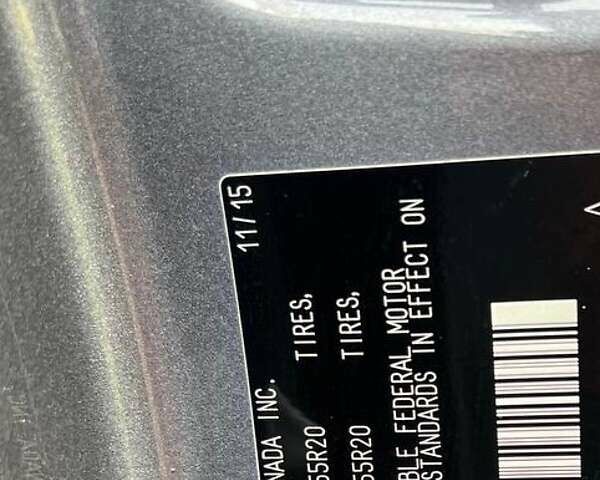 11/15
NADA INC.
55R20 TIRES,
55R20 TIRES,
BLE FEDERAL MOTOR
STANDARDS IN EFFECT ON